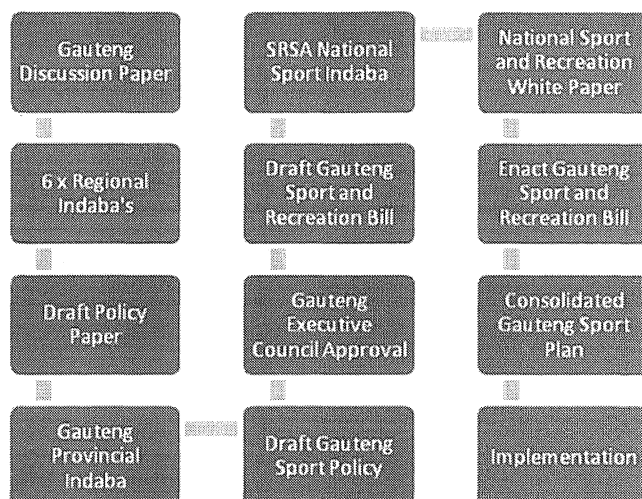 Gauteng
Discussion Paper
6 x Regional
Indaba's
Draft Policy
Paper
Gauteng
Provincial
Indaba
Draft Gauteng
Sport Policy
Gauteng
Executive
Council Approval
Draft Gauteng
Sport and
Recreation Bill
SRSA National
Sport Indaba
National Sport
and Recreation
White Paper
Enact Gauteng
Sport and
Recreation Bill
Consolidated
Gauteng Sport
Plan
Implementation